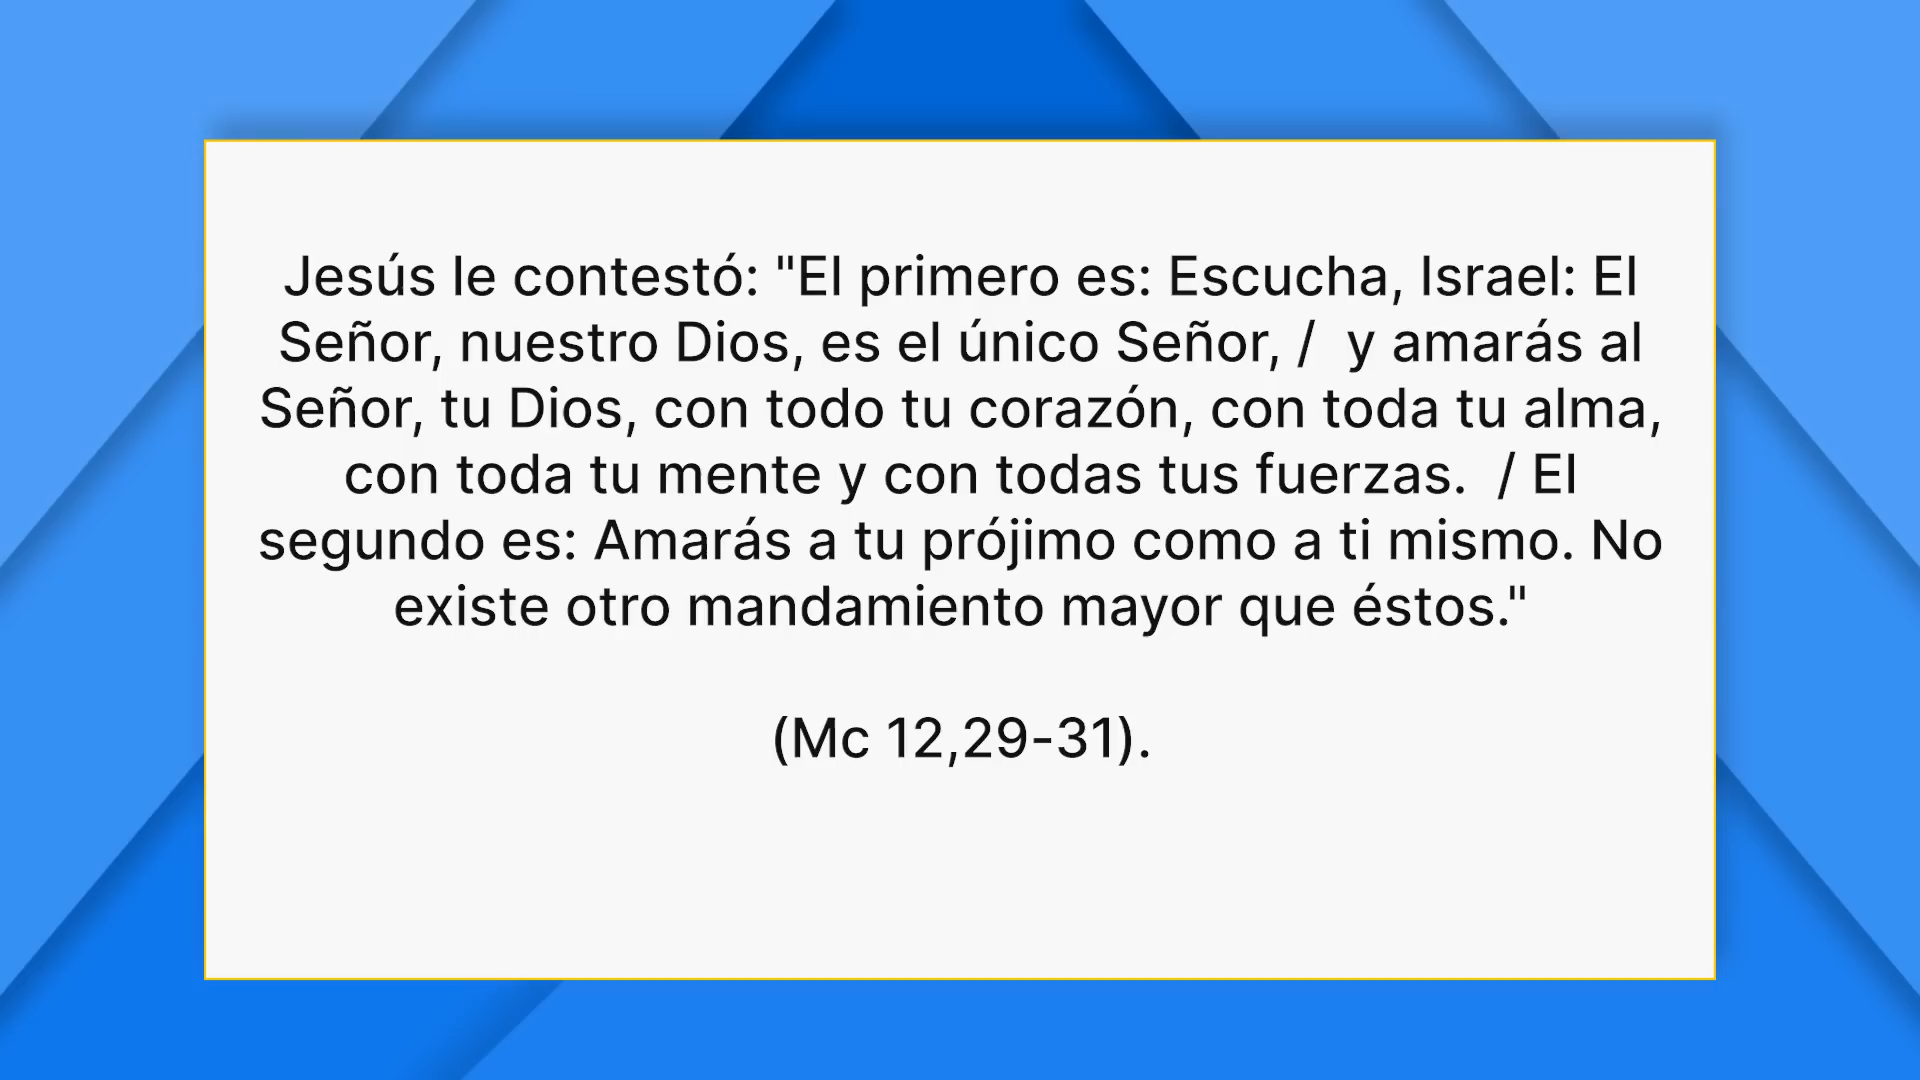 Jesús le contestó: "El primero es: Escucha, Israel: El
Señor, nuestro Dios, es el único Señor, /  y amarás al
Señor, tu Dios, con todo tu corazón, con toda tu alma,
con toda tu mente y con todas tus fuerzas.  / El
segundo es: Amarás a tu prójimo como a ti mismo. No
existe otro mandamiento mayor que éstos."
(Mc 12,29-31).